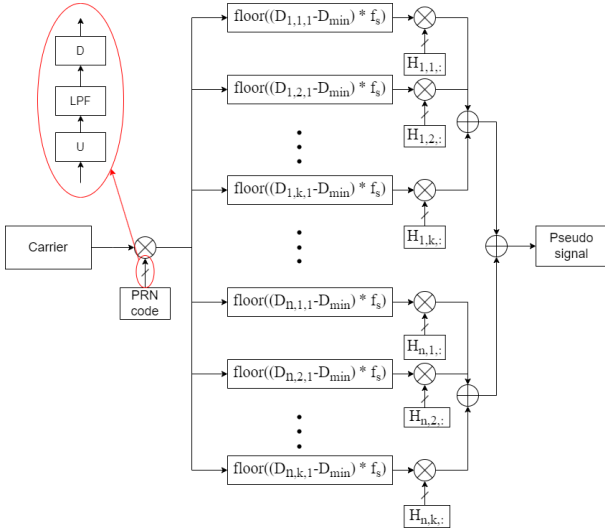 D
LPF
U
Carrier
PRN
code
floor((D1,1,1-Dmin) * fs)
H1,1,:
floor((D1,2,1-Dmin) * fs)
H1,2,:
floor((D1,k,1-Dmin) * fs)
H1,k,:
floor((Dn,1,1-Dmin) * fs)
Hn,1,:
floor((Dn,2,1-Dmin) * fs)
Hn,2,:
floor((Dn,k,1-Dmin) * fs)
Hn,k,:
Pseudo
signal